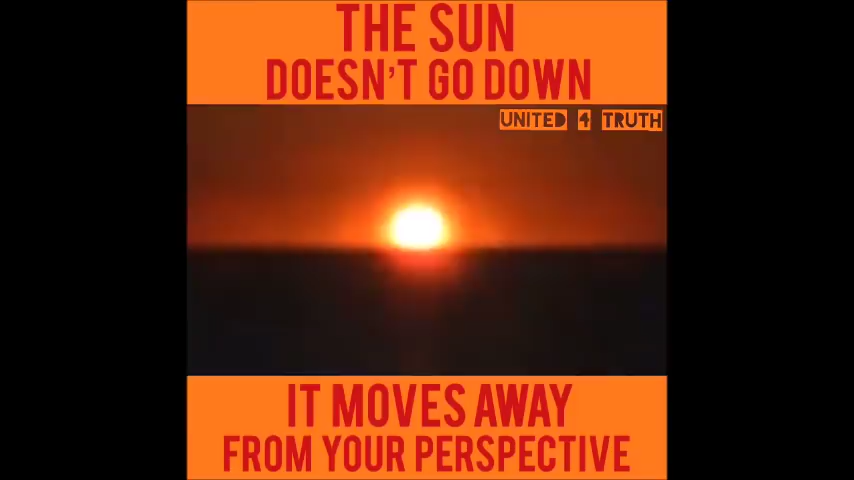 THE SUN
DOESN'T GO DOWN
UNITED 4 TRUTH
IT MOVES AWAY
FROM YOUR PERSPECTIVE